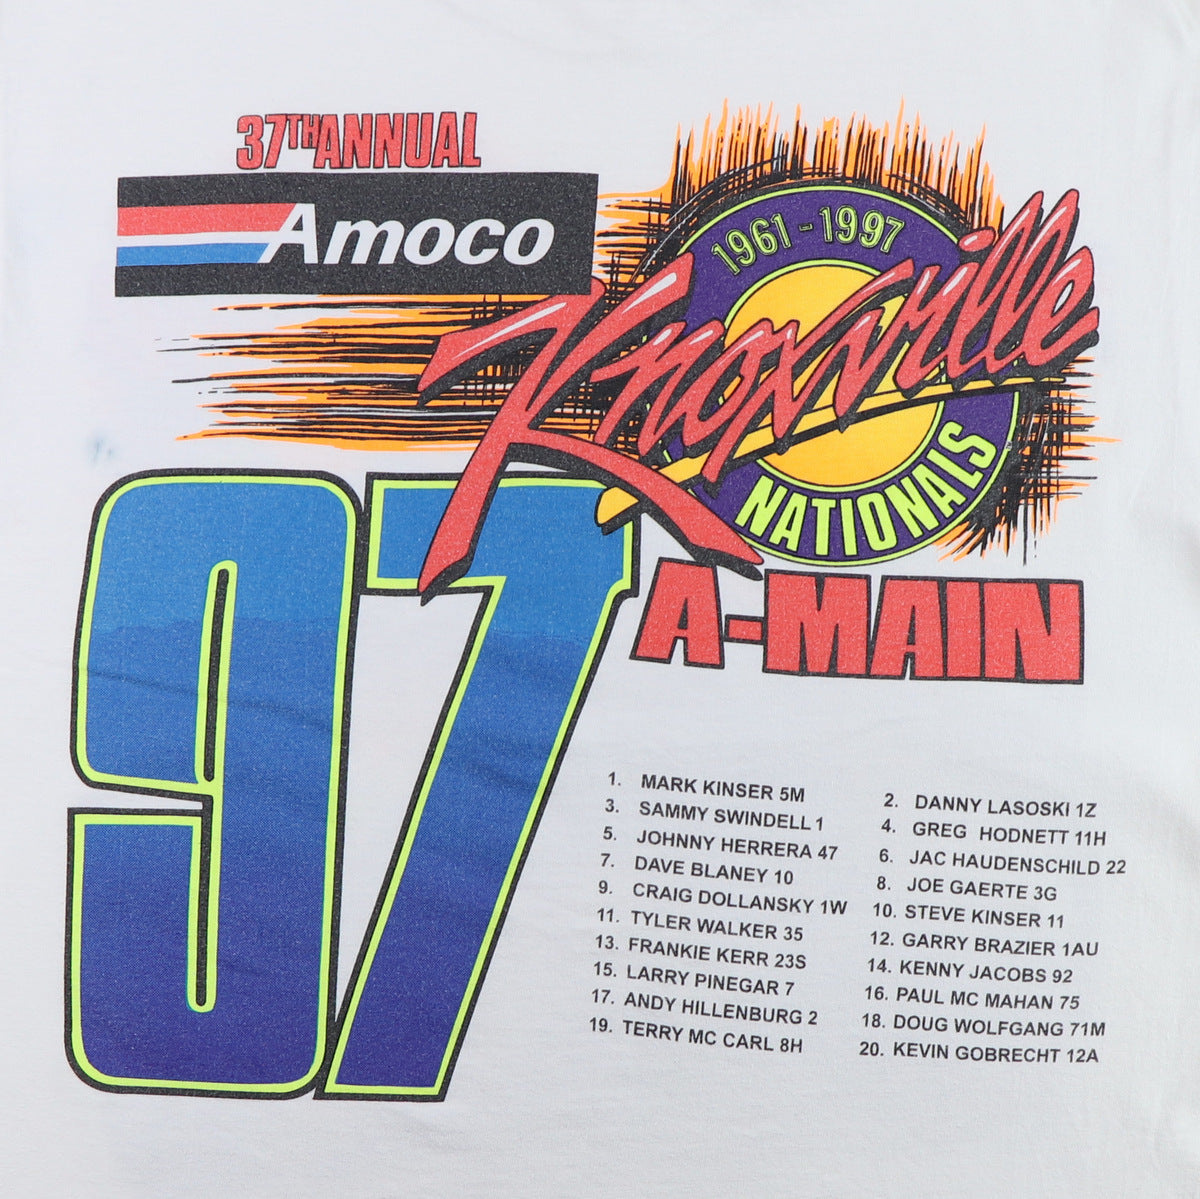 37TH ANNUAL
Amoco
1961 - 1997
Knoxville
NATIONALS
97
A-MAIN
1. MARK KINSER 5M
2. DANNY LASOSKI 1Z
3. SAMMY SWINDELL 1
4. GREG HODNETT 11H
5. JOHNNY HERRERA 47
6. JAC HAUDENSCHILD 22
7. DAVE BLANEY 10
8. JOE GAERTE 3G
9. CRAIG DOLLANSKY 1W
10. STEVE KINSER 11
11. TYLER WALKER 35
12. GARRY BRAZIER 1AU
13. FRANKIE KERR 23S
14. KENNY JACOBS 92
15. LARRY PINEGAR 7
16. PAUL MC MAHAN 75
17. ANDY HILLENBURG 2
18. DOUG WOLFGANG 71M
19. TERRY MC CARL 8H
20. KEVIN GOBRECHT 12A